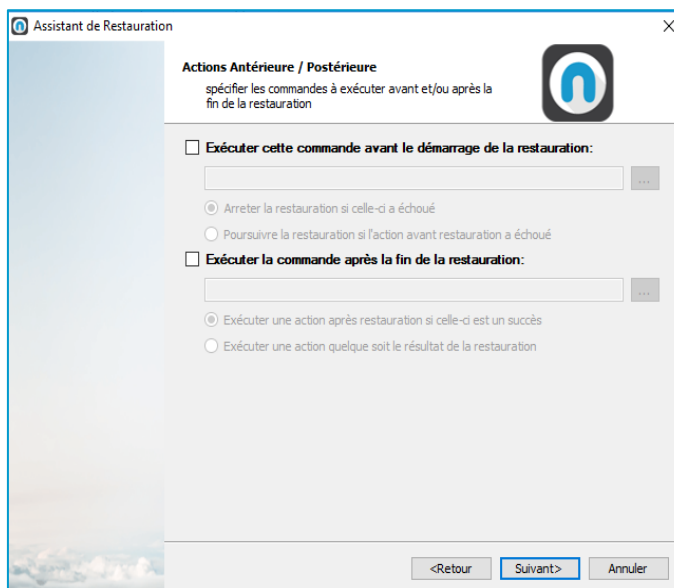 Assistant de Restauration
Actions Antérieure / Postérieure
spécifier les commandes à exécuter avant et/ou après la
fin de la restauration
Exécuter cette commande avant le démarrage de la restauration:
...
Arreter la restauration si celle-ci a échoué
Poursuivre la restauration si l'action avant restauration a échoué
Exécuter la commande après la fin de la restauration:
...
Exécuter une action après restauration si celle-ci est un succès
Exécuter une action quelque soit le résultat de la restauration
<Retour
Suivant>
Annuler